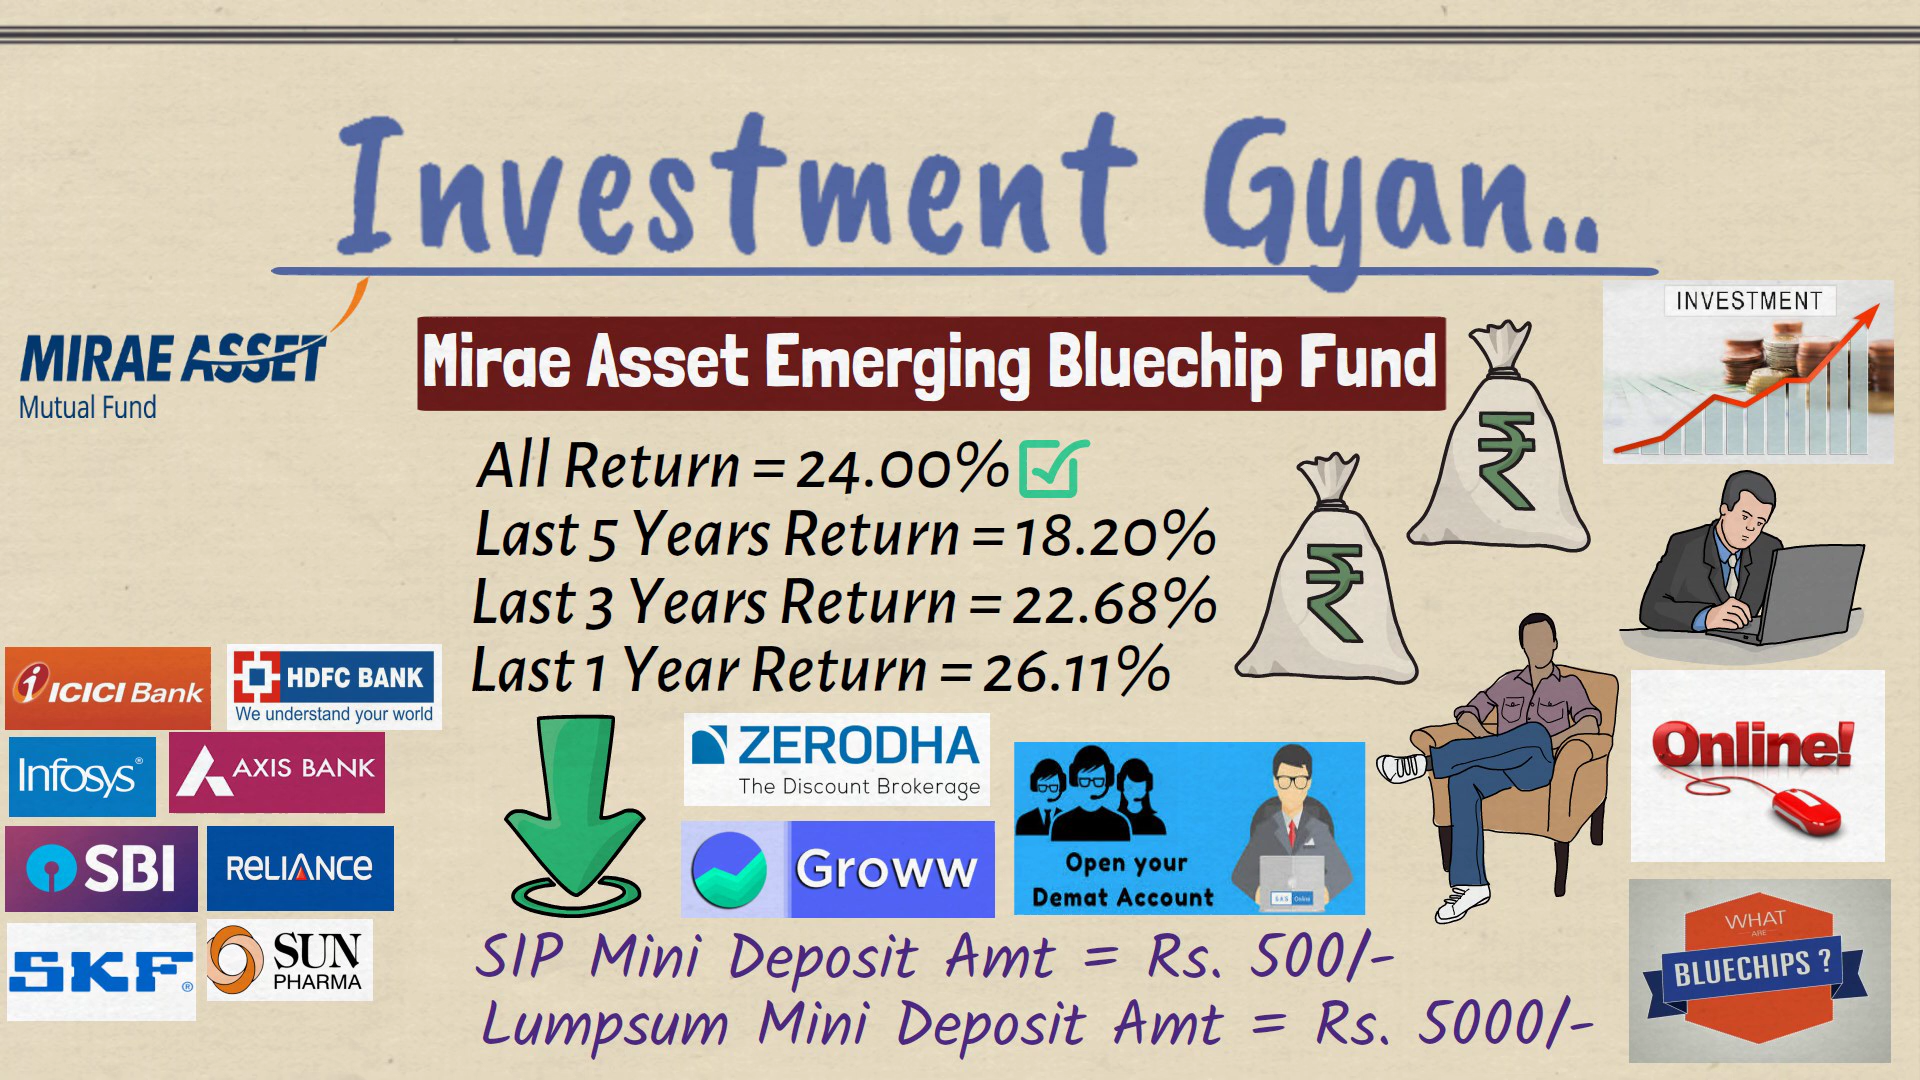 Investment Gyan..
MIRAE ASSET
Mutual Fund
Mirae Asset Emerging Bluechip Fund
INVESTMENT
All Return = 24.00%
Last 5 Years Return = 18.20%
Last 3 Years Return = 22.68%
Last 1 Year Return = 26.11%
₹
₹
ICICI Bank
HDFC BANK
We understand your world
Infosys®
AXIS BANK
SBI
RELIANCE
SKF®
SUN
PHARMA
ZERODHA
The Discount Brokerage
Groww
Open your
Demat Account
SAS Online
Online!
WHAT
ARE
BLUECHIPS ?
SIP Mini Deposit Amt = Rs. 500/-
Lumpsum Mini Deposit Amt = Rs. 5000/-